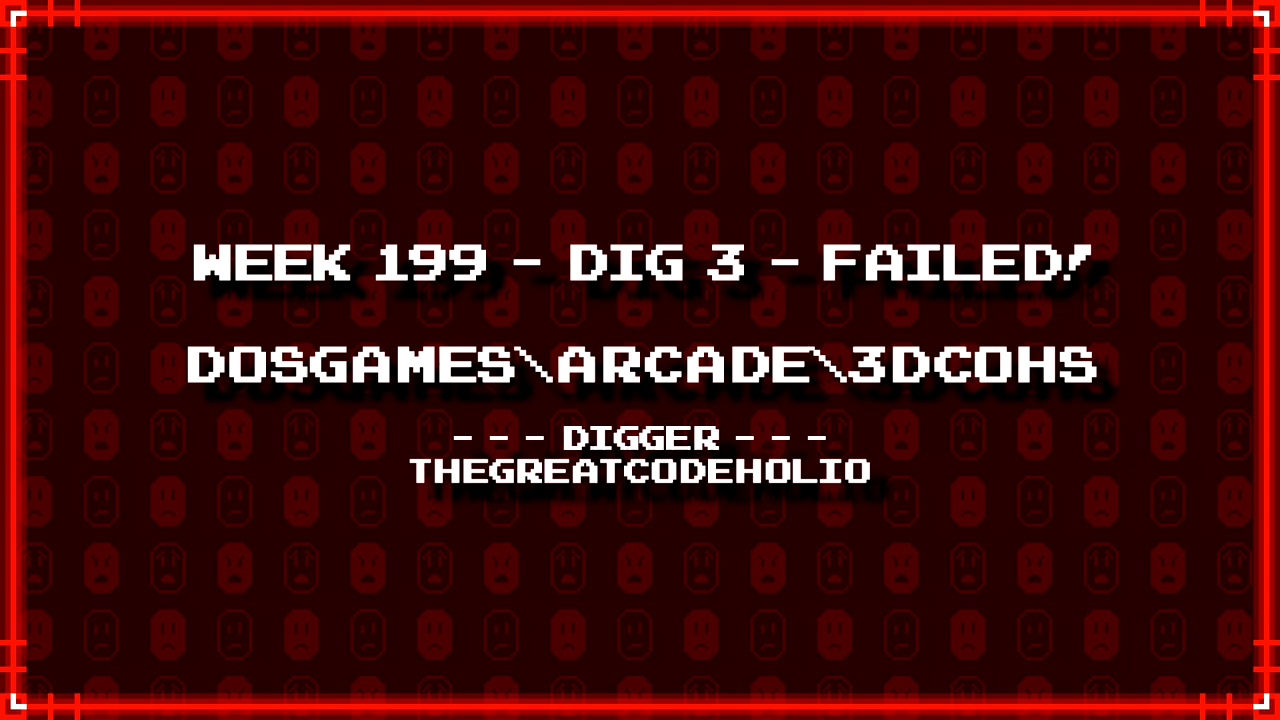 WEEK 199 - DIG 3 - FAILED!
DOSGAMES\ARCADE\3DCOHS
- - - DIGGER - - -
THEGREATCODEHOLIO